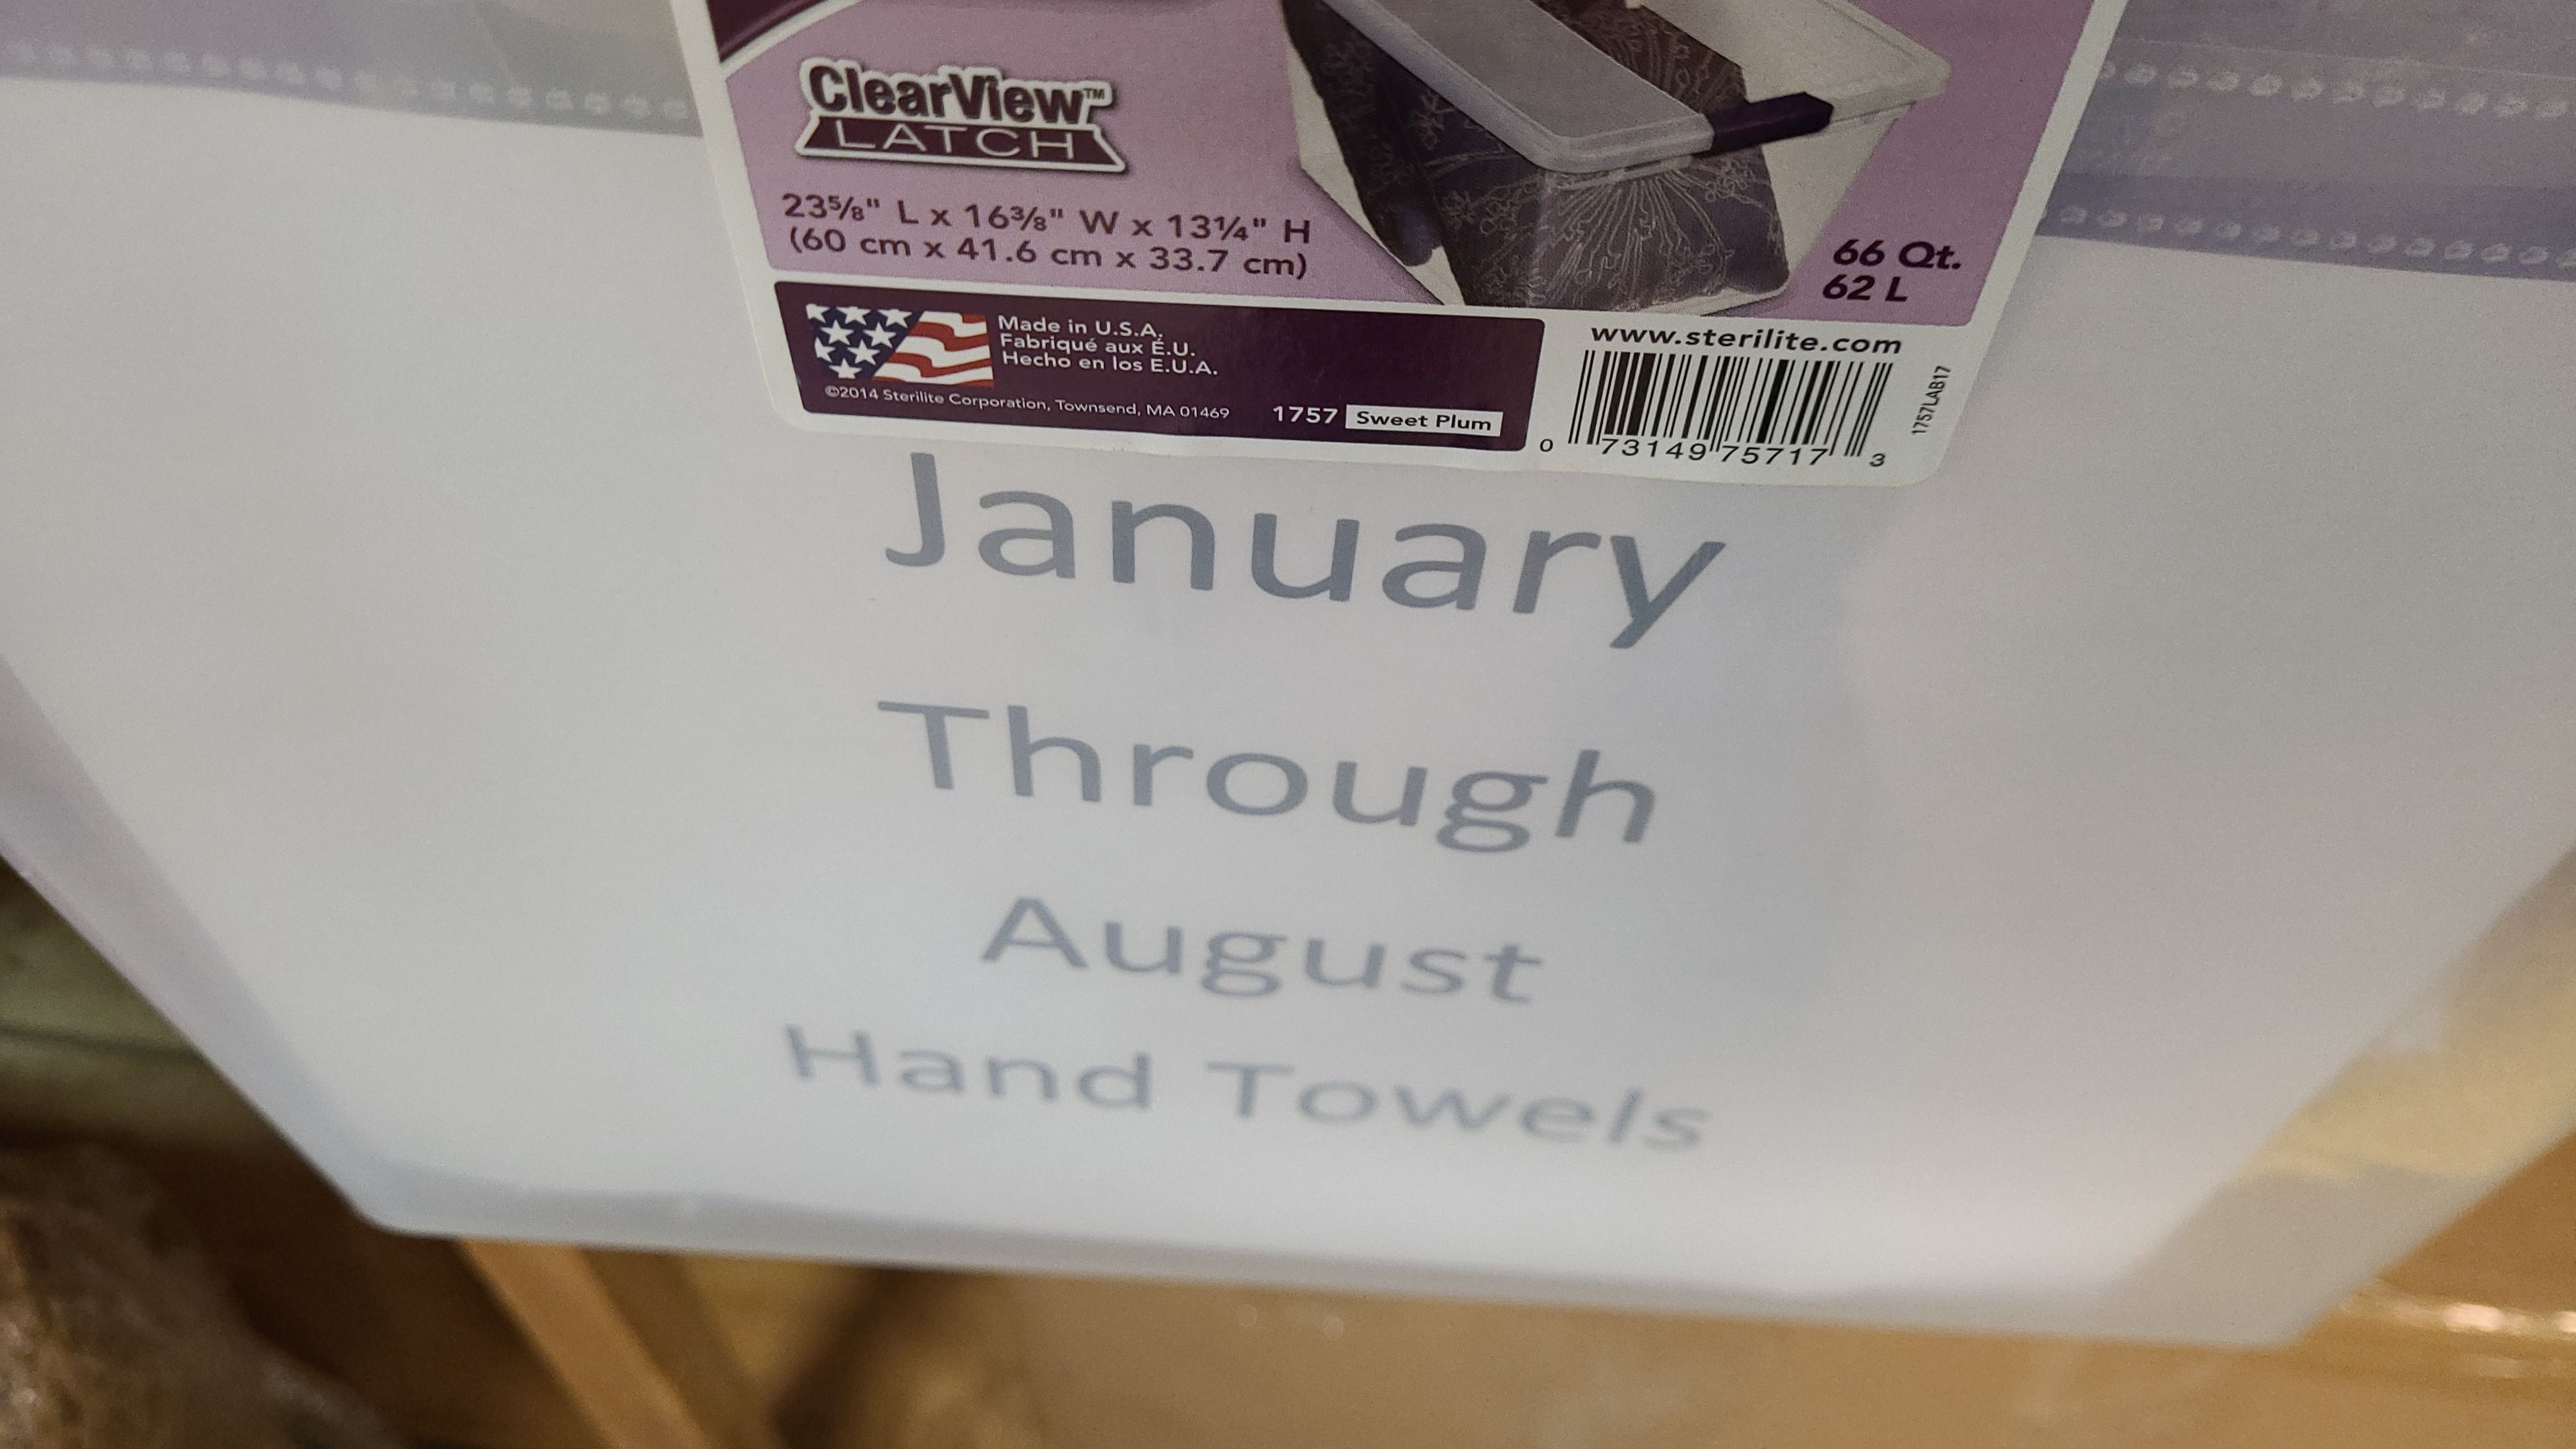 ClearView™
LATCH
23⅝" L x 16⅜" W x 13¼" H
(60 cm x 41.6 cm x 33.7 cm)
66 Qt.
62 L
Made in U.S.A.
Fabriqué aux É.U.
Hecho en los E.U.A.
©2014 Sterilite Corporation, Townsend, MA 01469
1757 Sweet Plum
www.sterilite.com
0 73149 75717 3
1757LAB17
January
Through
August
Hand Towels